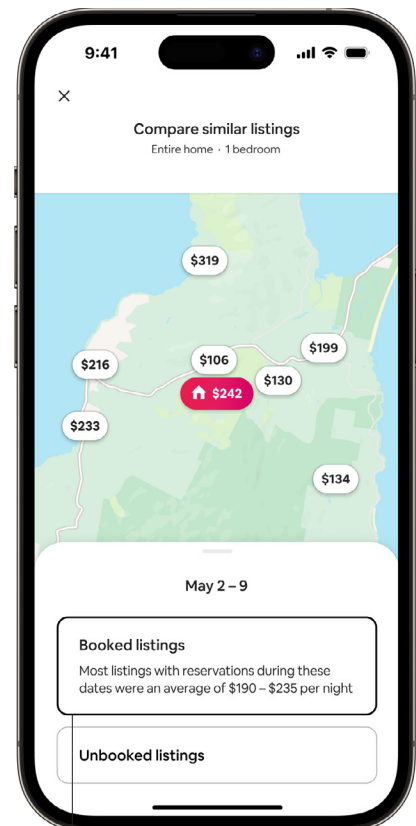 9:41
Compare similar listings
Entire home · 1 bedroom
$319
$199
$106
$216
$130
$242
$233
$134
May 2 – 9
Booked listings
Most listings with reservations during these
dates were an average of $190 – $235 per night
Unbooked listings